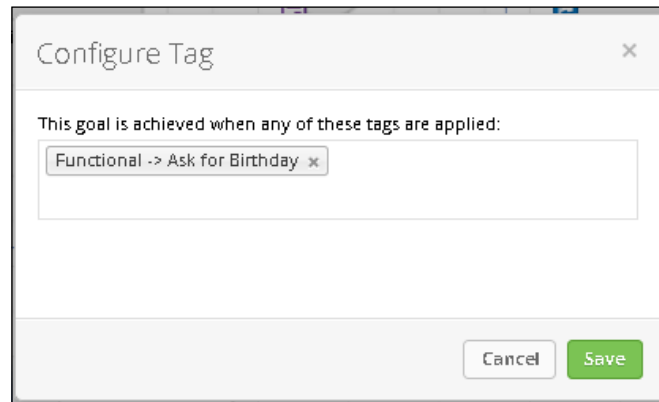 Configure Tag ×
This goal is achieved when any of these tags are applied:
Functional -> Ask for Birthday ×
Cancel Save